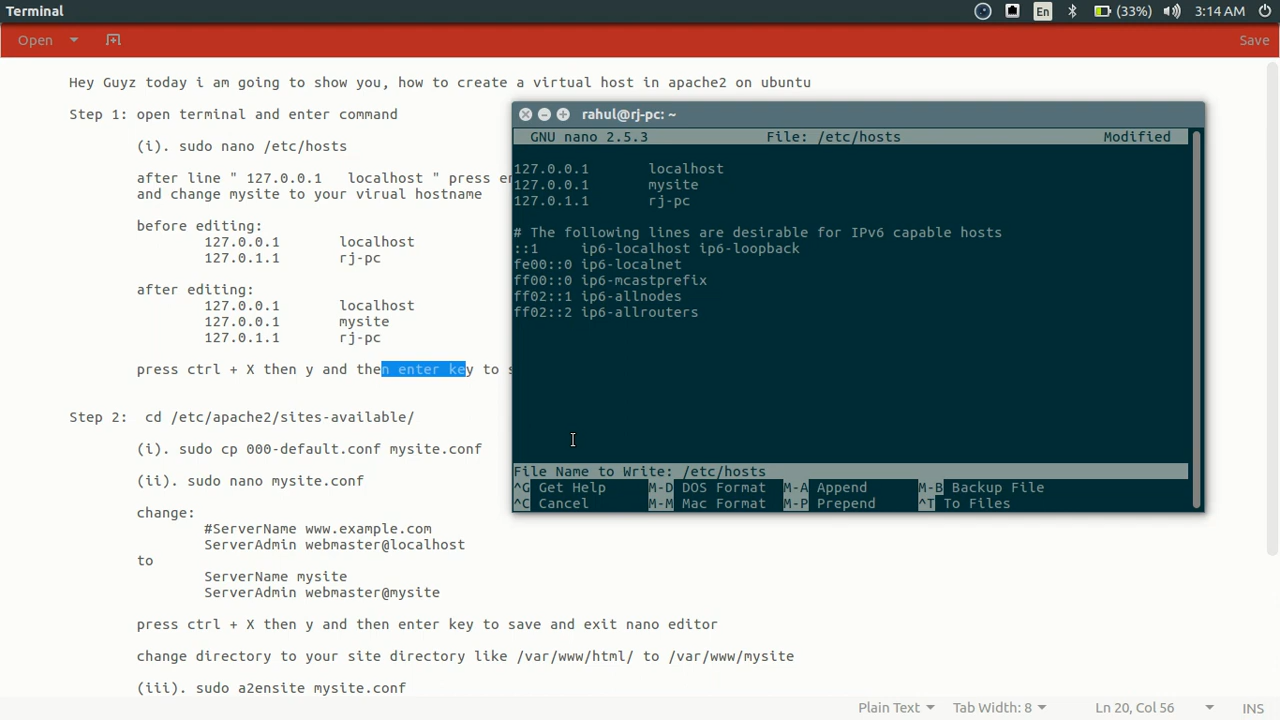 Terminal
En
(33%)
3:14 AM
Open
Save
Hey Guyz today i am going to show you, how to create a virtual host in apache2 on ubuntu
Step 1: open terminal and enter command
(i). sudo nano /etc/hosts
after line " 127.0.0.1   localhost " press
and change mysite to your virual hostname
before editing:
127.0.0.1       localhost
127.0.1.1       rj-pc
after editing:
127.0.0.1       localhost
127.0.0.1       mysite
127.0.1.1       rj-pc
press ctrl + X then y and then enter key to
Step 2:  cd /etc/apache2/sites-available/
(i). sudo cp 000-default.conf mysite.conf
(ii). sudo nano mysite.conf
change:
#ServerName www.example.com
ServerAdmin webmaster@localhost
to
ServerName mysite
ServerAdmin webmaster@mysite
press ctrl + X then y and then enter key to save and exit nano editor
change directory to your site directory like /var/www/html/ to /var/www/mysite
(iii). sudo a2ensite mysite.conf
rahul@rj-pc: ~
GNU nano 2.5.3          File: /etc/hosts          Modified
127.0.0.1       localhost
127.0.0.1       mysite
127.0.1.1       rj-pc
# The following lines are desirable for IPv6 capable hosts
::1     ip6-localhost ip6-loopback
fe00::0 ip6-localnet
ff00::0 ip6-mcastprefix
ff02::1 ip6-allnodes
ff02::2 ip6-allrouters
File Name to Write: /etc/hosts
^G Get Help     M-D DOS Format  M-A Append      M-B Backup File
^C Cancel       M-M Mac Format  M-P Prepend     ^T To Files
Plain Text
Tab Width: 8
Ln 20, Col 56
INS